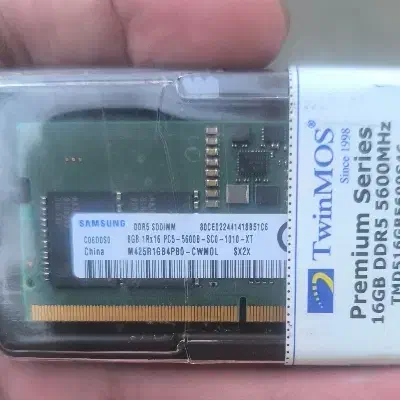 SAMSUNG
DDR5 SODIMM
80CE022441418B51C6
8GB 1Rx16 PC5-5600B-SC0-1010-XT
China
M425R1GB4PB0-CWMOL
SX2X
TwinMOS®
Since 1998
Premium Series
16GB DDR5 5600MHz